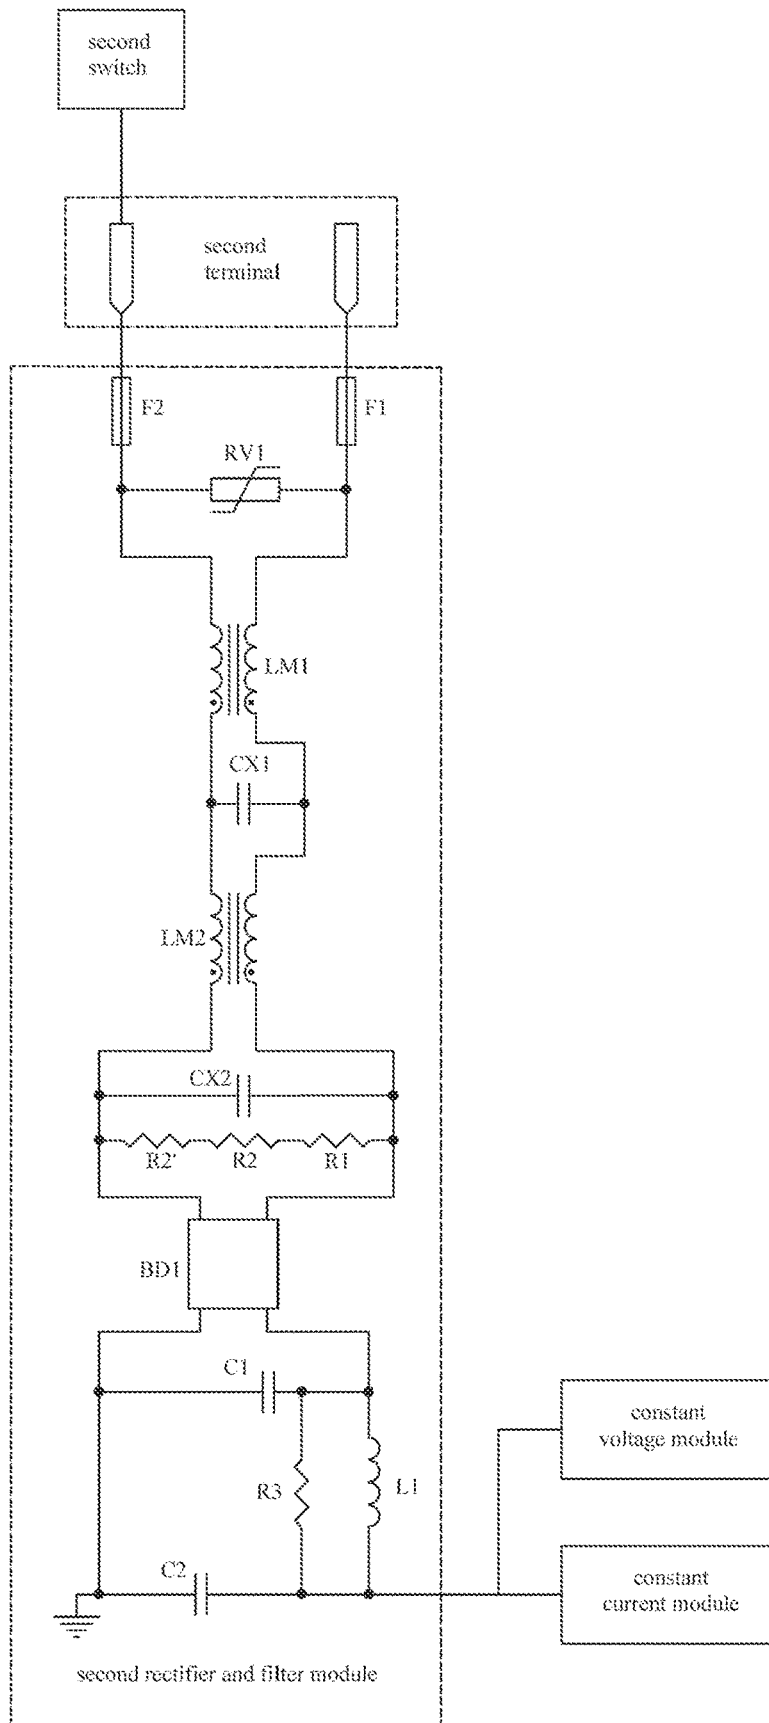 second
switch
second
terminal
F2
F1
RV1
LM1
CX1
LM2
CX2
R2'
R2
R1
BD1
C1
R3
L1
C2
constant
voltage module
constant
current module
second rectifier and filter module